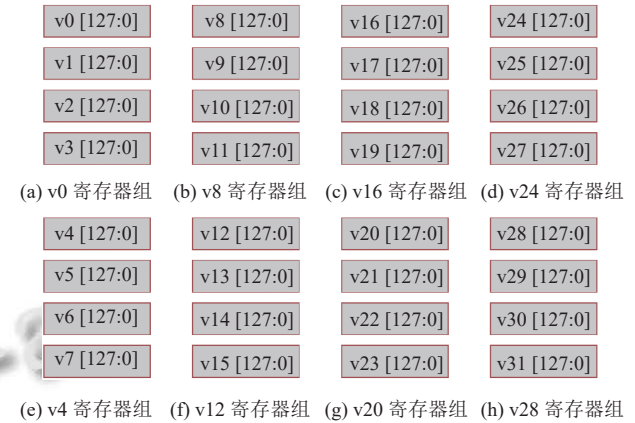 v0 [127:0] v8 [127:0] v16 [127:0] v24 [127:0]
v1 [127:0] v9 [127:0] v17 [127:0] v25 [127:0]
v2 [127:0] v10 [127:0] v18 [127:0] v26 [127:0]
v3 [127:0] v11 [127:0] v19 [127:0] v27 [127:0]
(a) v0 寄存器组 (b) v8 寄存器组 (c) v16 寄存器组 (d) v24 寄存器组
v4 [127:0] v12 [127:0] v20 [127:0] v28 [127:0]
v5 [127:0] v13 [127:0] v21 [127:0] v29 [127:0]
v6 [127:0] v14 [127:0] v22 [127:0] v30 [127:0]
v7 [127:0] v15 [127:0] v23 [127:0] v31 [127:0]
(e) v4 寄存器组 (f) v12 寄存器组 (g) v20 寄存器组 (h) v28 寄存器组